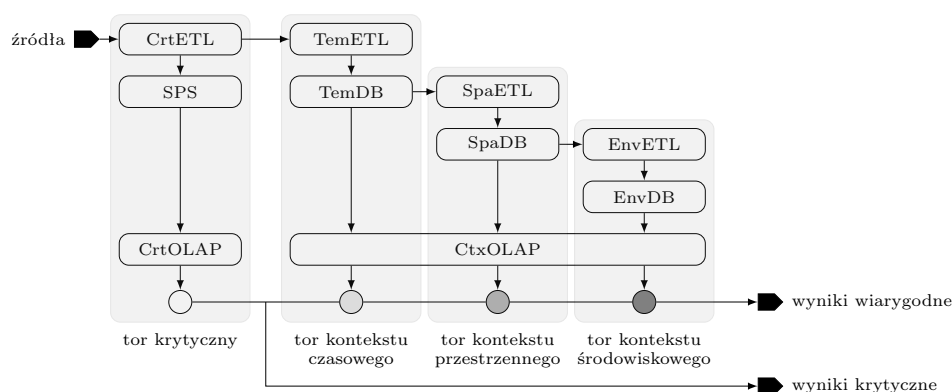 źródła
CrtETL
TemETL
SPS
TemDB
SpaETL
SpaDB
EnvETL
EnvDB
CrtOLAP
CtxOLAP
wyniki wiarygodne
tor krytyczny
tor kontekstu
czasowego
tor kontekstu
przestrzennego
tor kontekstu
środowiskowego
wyniki krytyczne